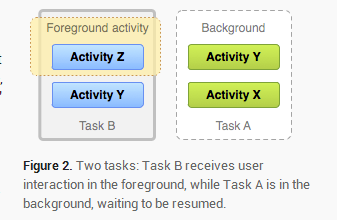 Foreground activity
Background
Activity Z
Activity Y
Activity Y
Activity X
Task B
Task A
Figure 2. Two tasks: Task B receives user
interaction in the foreground, while Task A is in the
background, waiting to be resumed.